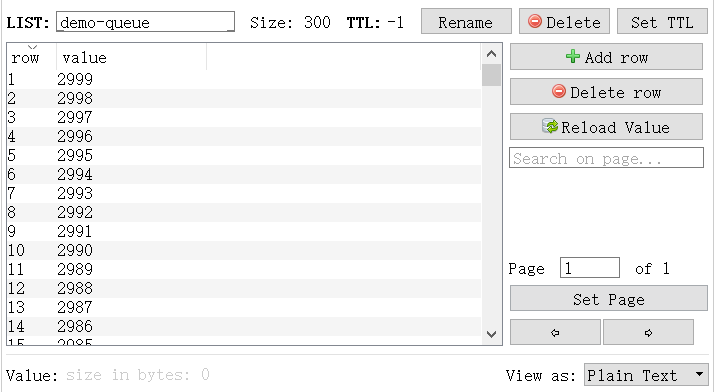 LIST: demo-queue Size: 300 TTL: -1 Rename Delete Set TTL
row value
1 2999
2 2998
3 2997
4 2996
5 2995
6 2994
7 2993
8 2992
9 2991
10 2990
11 2989
12 2988
13 2987
14 2986
15 2985
Add row
Delete row
Reload Value
Search on page...
Page 1 of 1
Set Page
Value: size in bytes: 0 View as: Plain Text